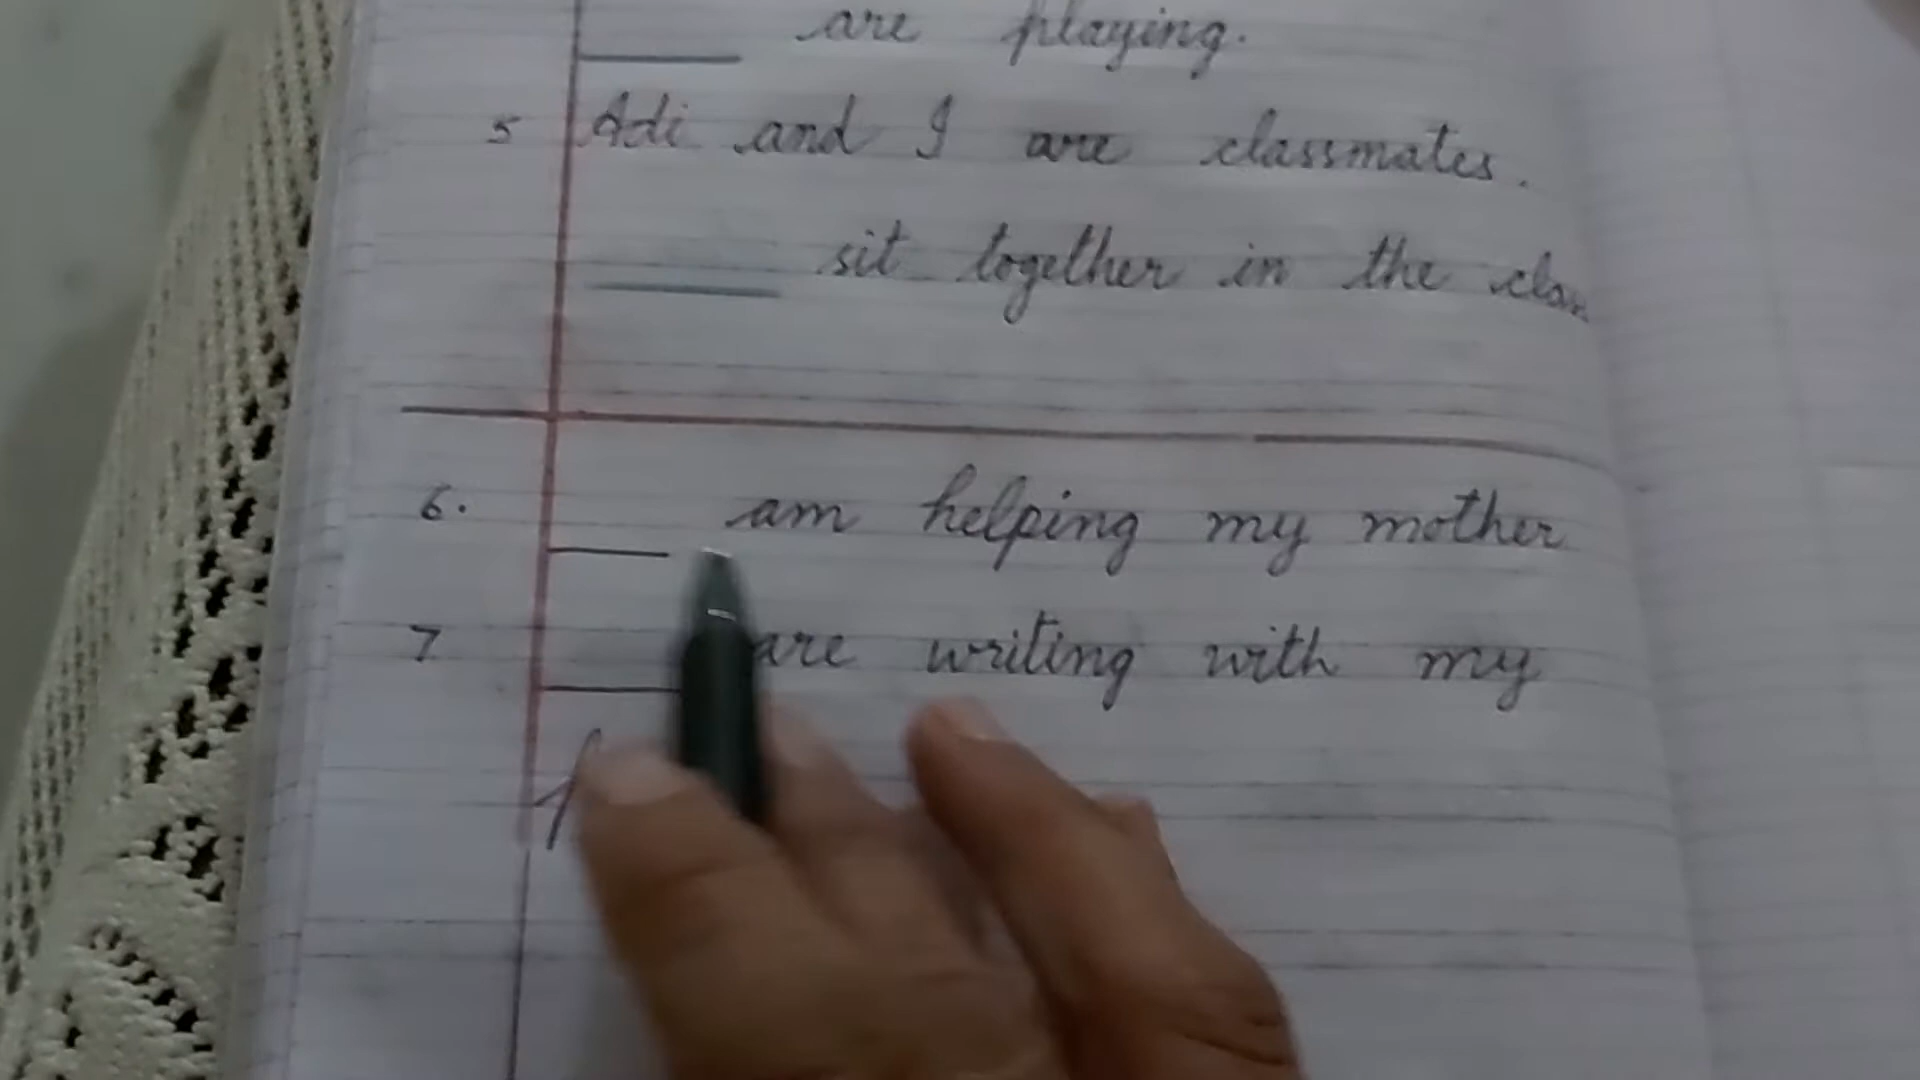 are playing.
5 Adi and I are classmates.
sit together in the
6. am helping my mother
7 are writing with my